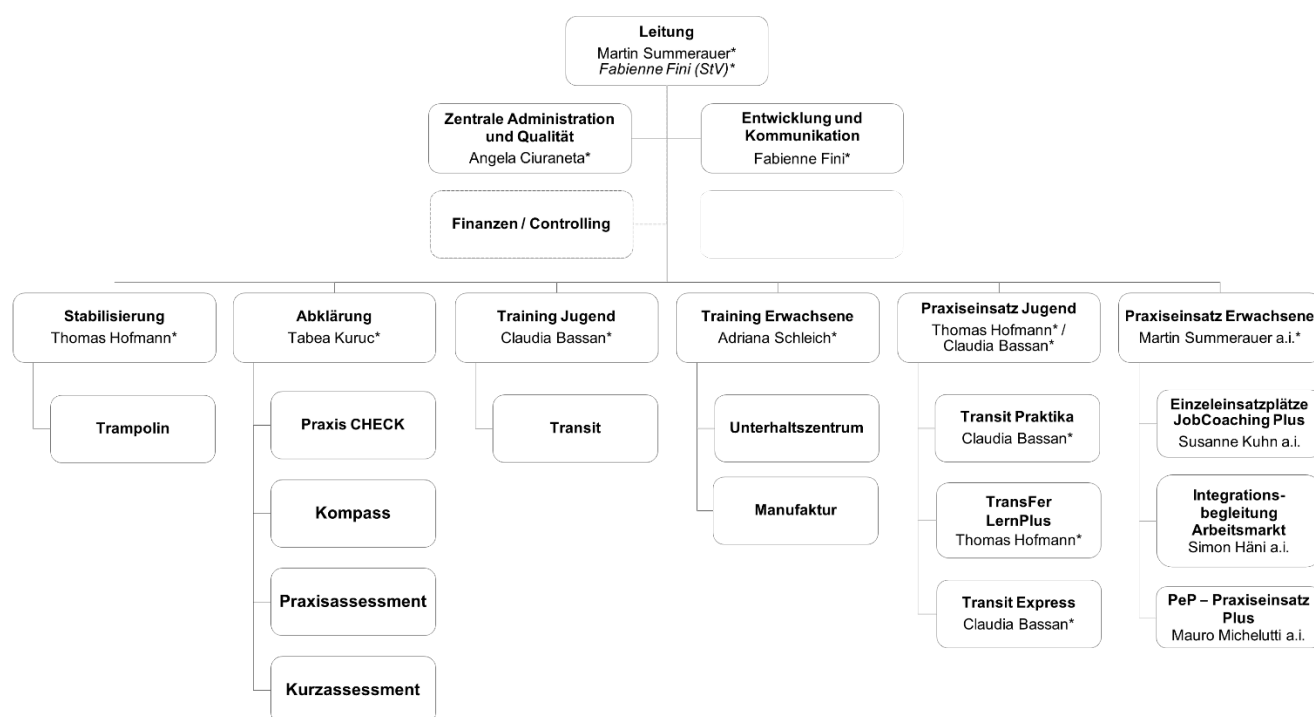 Leitung
Martin Summerauer*
Fabienne Fini (StV)*
Zentrale Administration
und Qualität
Angela Ciuraneta*
Entwicklung und
Kommunikation
Fabienne Fini*
Finanzen / Controlling
Stabilisierung
Thomas Hofmann*
Abklärung
Tabea Kuruc*
Training Jugend
Claudia Bassan*
Training Erwachsene
Adriana Schleich*
Praxiseinsatz Jugend
Thomas Hofmann* /
Claudia Bassan*
Praxiseinsatz Erwachsene
Martin Summerauer a.i.*
Trampolin
Praxis CHECK
Kompass
Praxisassessment
Kurzassessment
Transit
Unterhaltszentrum
Manufaktur
Transit Praktika
Claudia Bassan*
TransFer
LernPlus
Thomas Hofmann*
Transit Express
Claudia Bassan*
Einzeleinsatzplätze
JobCoaching Plus
Susanne Kuhn a.i.
Integrations-
begleitung
Arbeitsmarkt
Simon Häni a.i.
PeP – Praxiseinsatz
Plus
Mauro Michelutti a.i.